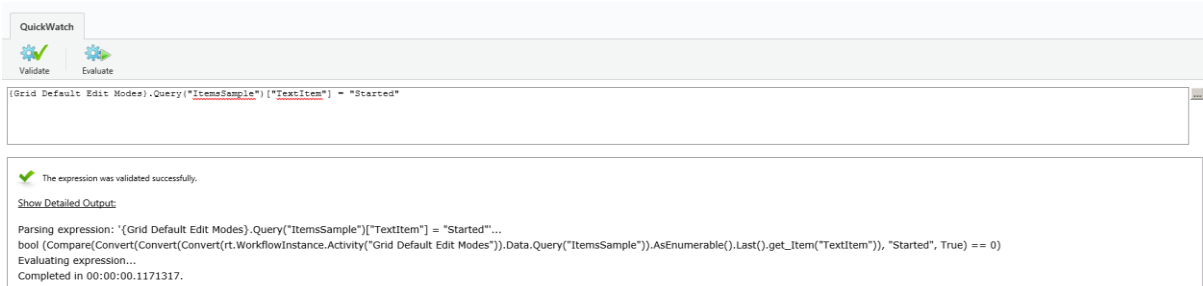 QuickWatch
Validate
Evaluate
{Grid Default Edit Modes}.Query("ItemsSample")["TextItem"] = "Started"
...
The expression was validated successfully.
Show Detailed Output:
Parsing expression: '{Grid Default Edit Modes}.Query("ItemsSample")["TextItem"] = "Started"'...
bool (Compare(Convert(Convert(Convert(rt.WorkflowInstance.Activity("Grid Default Edit Modes")).Data.Query("ItemsSample")).AsEnumerable().Last().get_Item("TextItem")), "Started", True) == 0)
Evaluating expression...
Completed in 00:00:00.1171317.